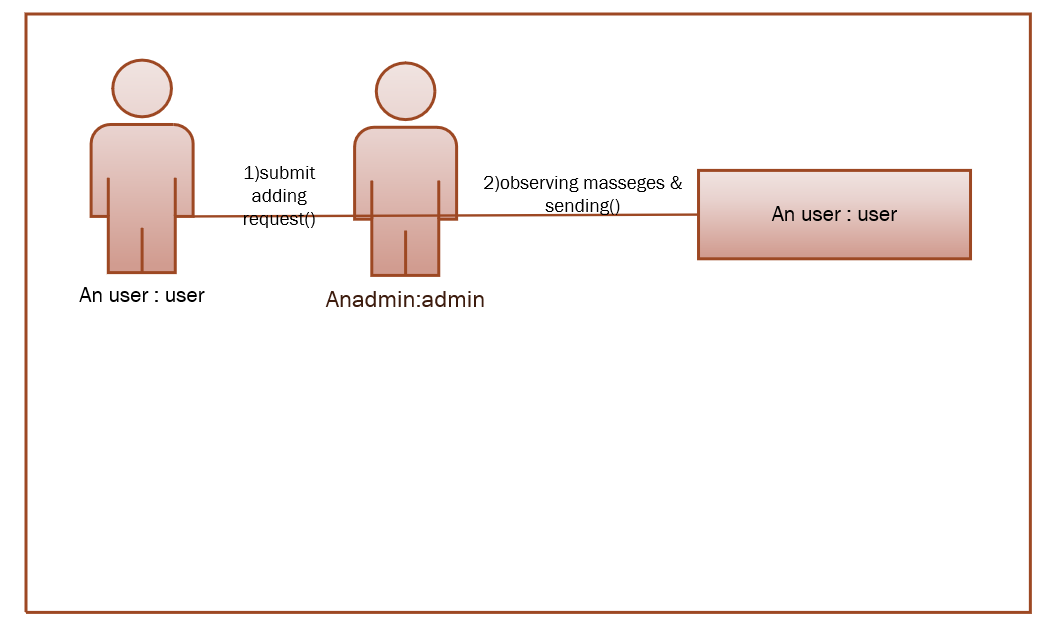 1)submit
adding
request()
2)observing masseges &
sending()
An user : user
An user : user
Anadmin:admin